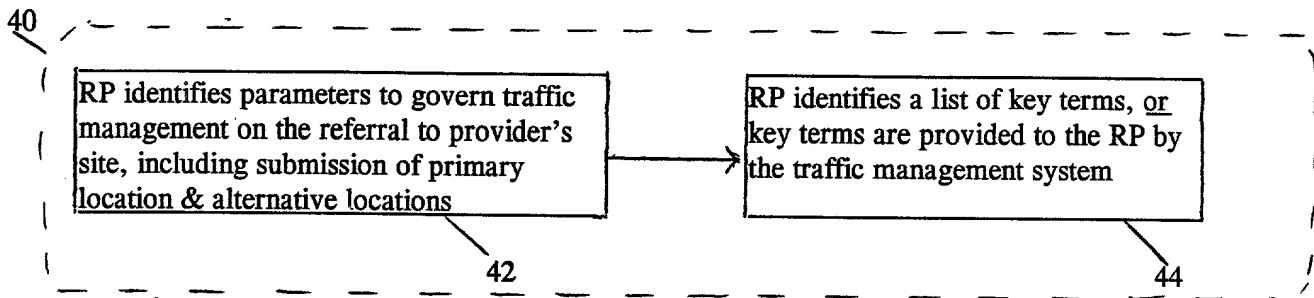 40
RP identifies parameters to govern traffic
management on the referral to provider's
site, including submission of primary
location & alternative locations
42
RP identifies a list of key terms, or
key terms are provided to the RP by
the traffic management system
44